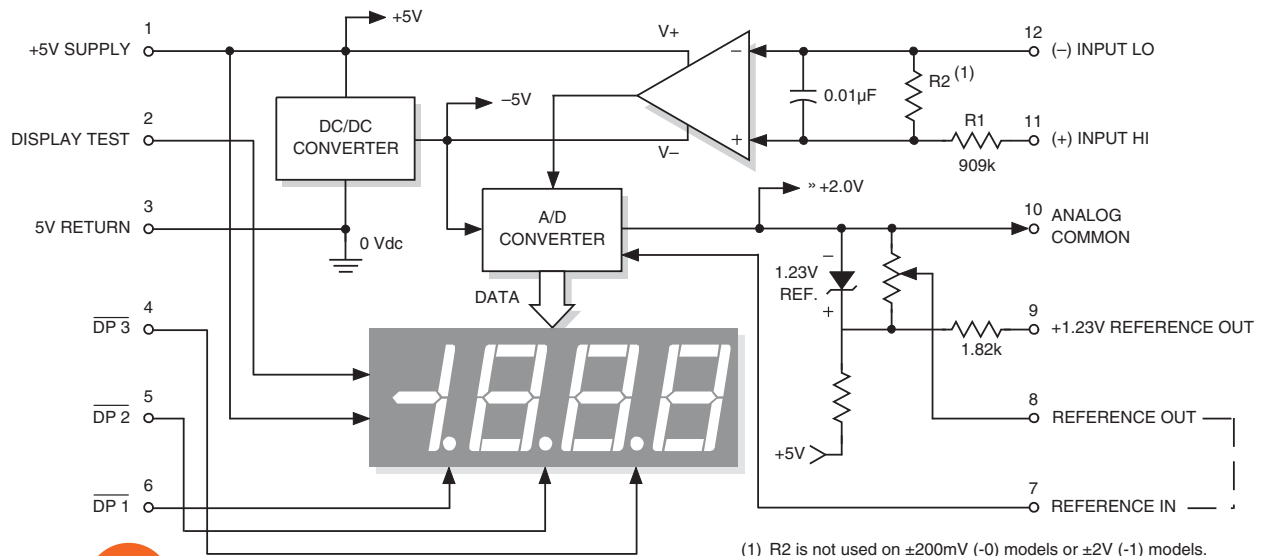 1
+5V SUPPLY
+5V
V+
12
(–) INPUT LO
–
R2 (1)
0.01µF
2
DISPLAY TEST
DC/DC
CONVERTER
–5V
V–
+
R1
909k
11
(+) INPUT HI
3
5V RETURN
0 Vdc
A/D
CONVERTER
» +2.0V
10
ANALOG
COMMON
DATA
–
1.23V
REF.
+
9
+1.23V REFERENCE OUT
1.82k
4
DP 3
-1.8.8.8
5
DP 2
8
REFERENCE OUT
+5V
6
DP 1
7
REFERENCE IN
(1) R2 is not used on ±200mV (-0) models or ±2V (-1) models.